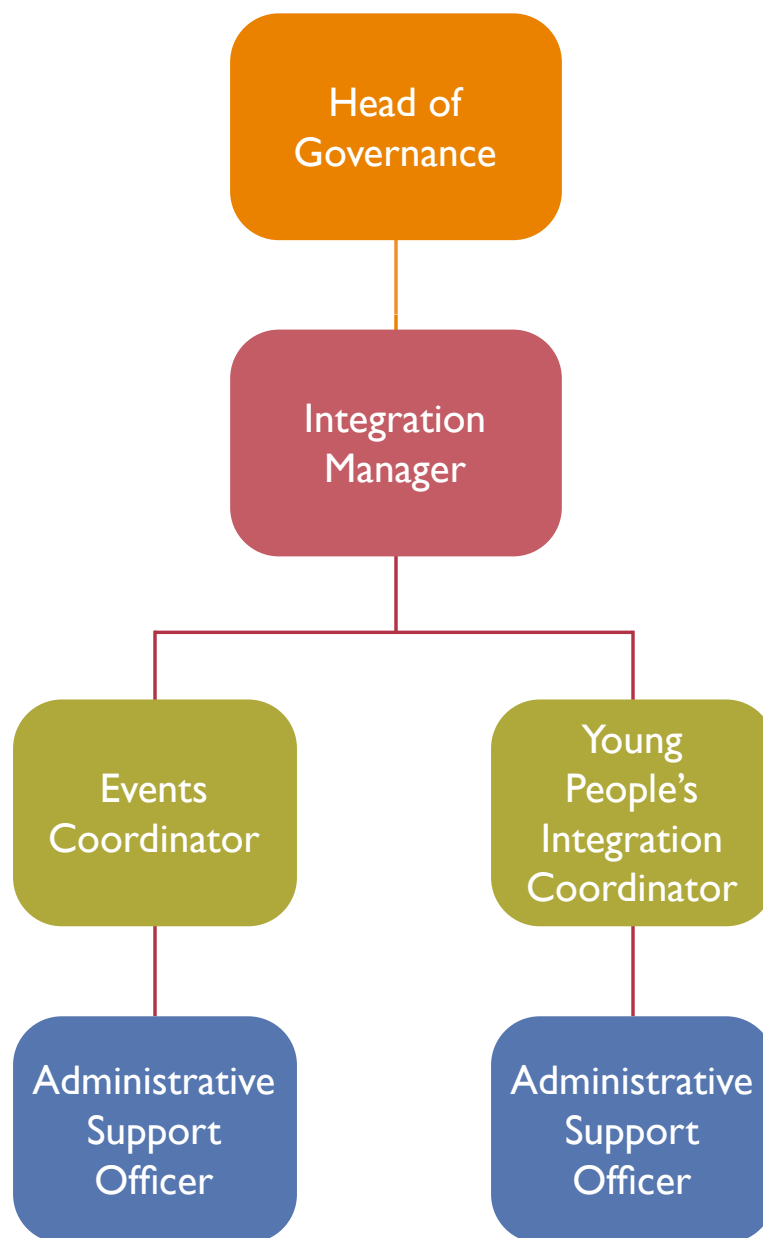 Head of
Governance
Integration
Manager
Events
Coordinator
Young
People’s
Integration
Coordinator
Administrative
Support
Officer
Administrative
Support
Officer